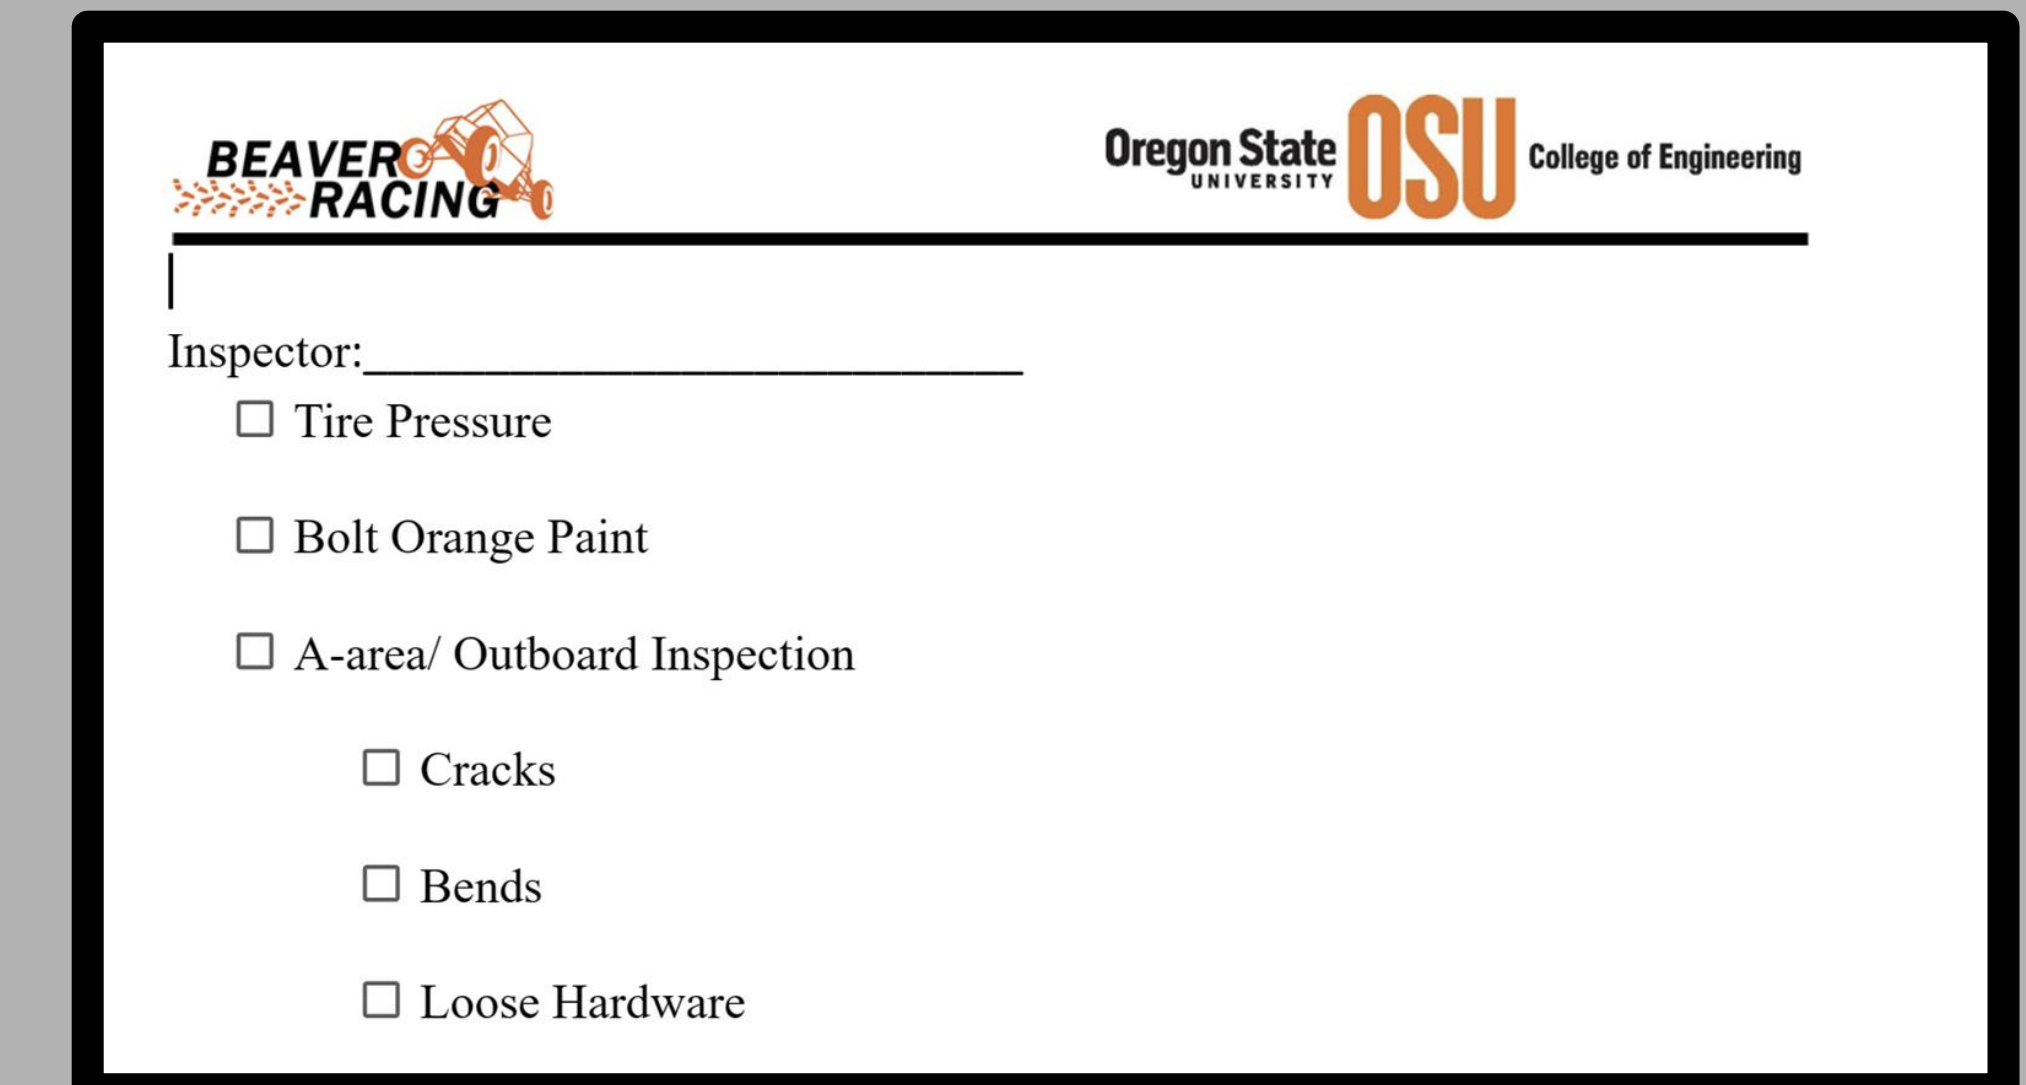 BEAVER
RACING
Oregon State
UNIVERSITY
OSU
College of Engineering
Inspector:___________________________
Tire Pressure
Bolt Orange Paint
A-area/ Outboard Inspection
Cracks
Bends
Loose Hardware